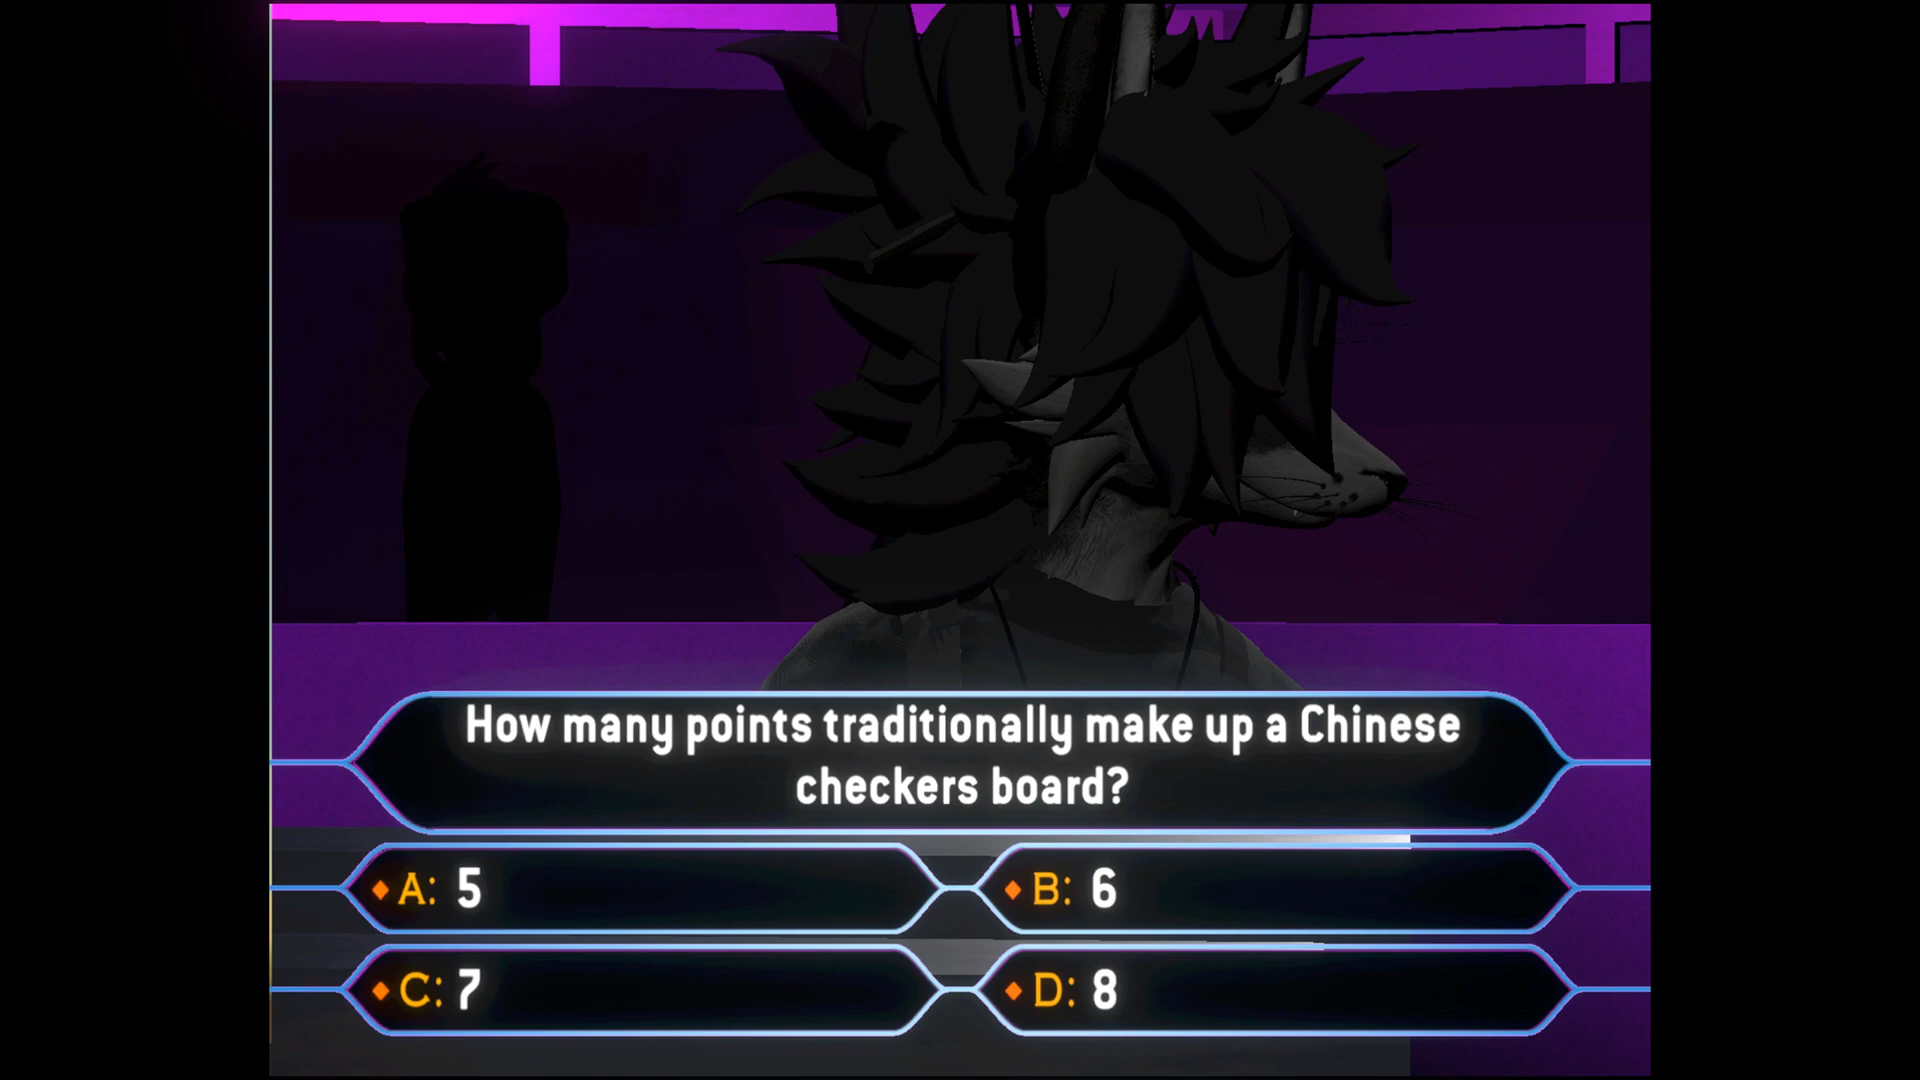 How many points traditionally make up a Chinese
checkers board?
A: 5
B: 6
C: 7
D: 8